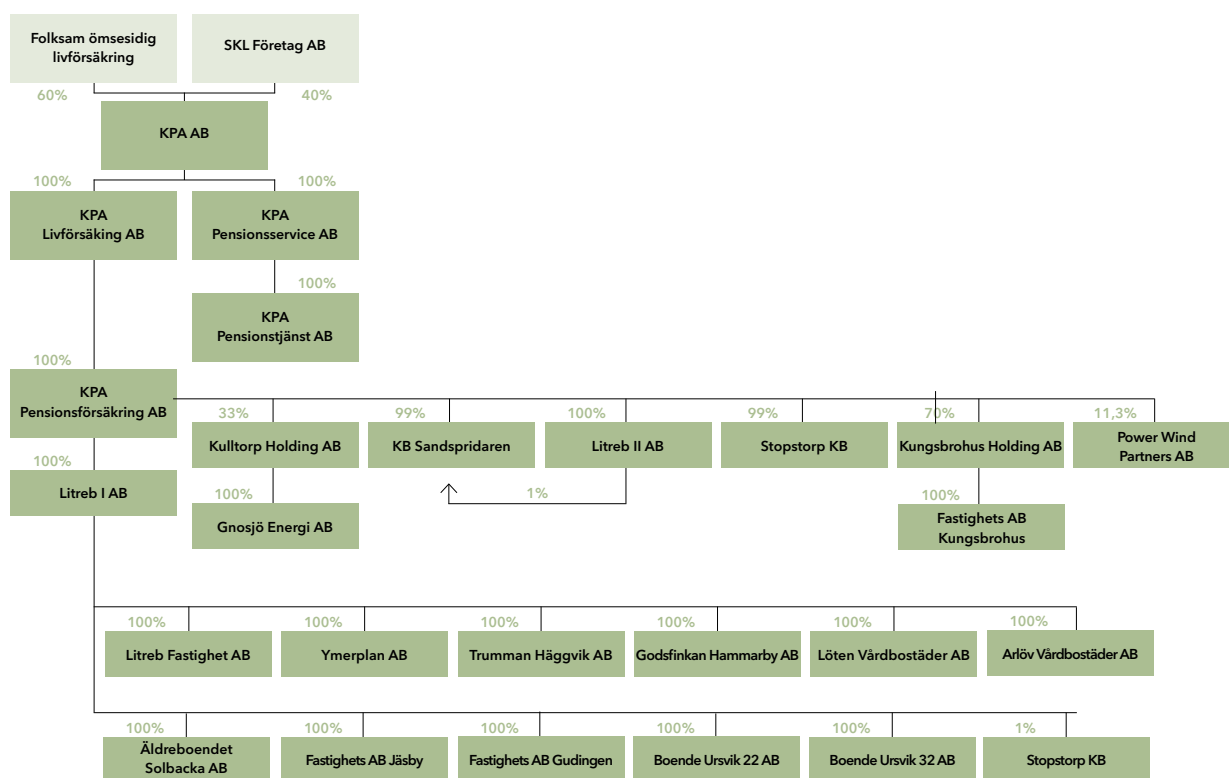 Folksam ömsesidig
livförsäkring
SKL Företag AB
60%
40%
KPA AB
100%
100%
KPA
Livförsäking AB
KPA
Pensionsservice AB
100%
KPA
Pensionstjänst AB
100%
KPA
Pensionsförsäkring AB
33%
99%
100%
99%
70%
11,3%
Kulltorp Holding AB
KB Sandspridaren
Litreb II AB
Stopstorp KB
Kungsbrohus Holding AB
Power Wind
Partners AB
100%
Litreb I AB
100%
Gnosjö Energi AB
1%
100%
Fastighets AB
Kungsbrohus
100%
100%
100%
100%
100%
100%
Litreb Fastighet AB
Ymerplan AB
Trumman Häggvik AB
Godsfinkan Hammarby AB
Löten Vårdbostäder AB
Arlöv Vårdbostäder AB
100%
100%
100%
100%
100%
1%
Äldreboendet
Solbacka AB
Fastighets AB Jäsby
Fastighets AB Gudingen
Boende Ursvik 22 AB
Boende Ursvik 32 AB
Stopstorp KB